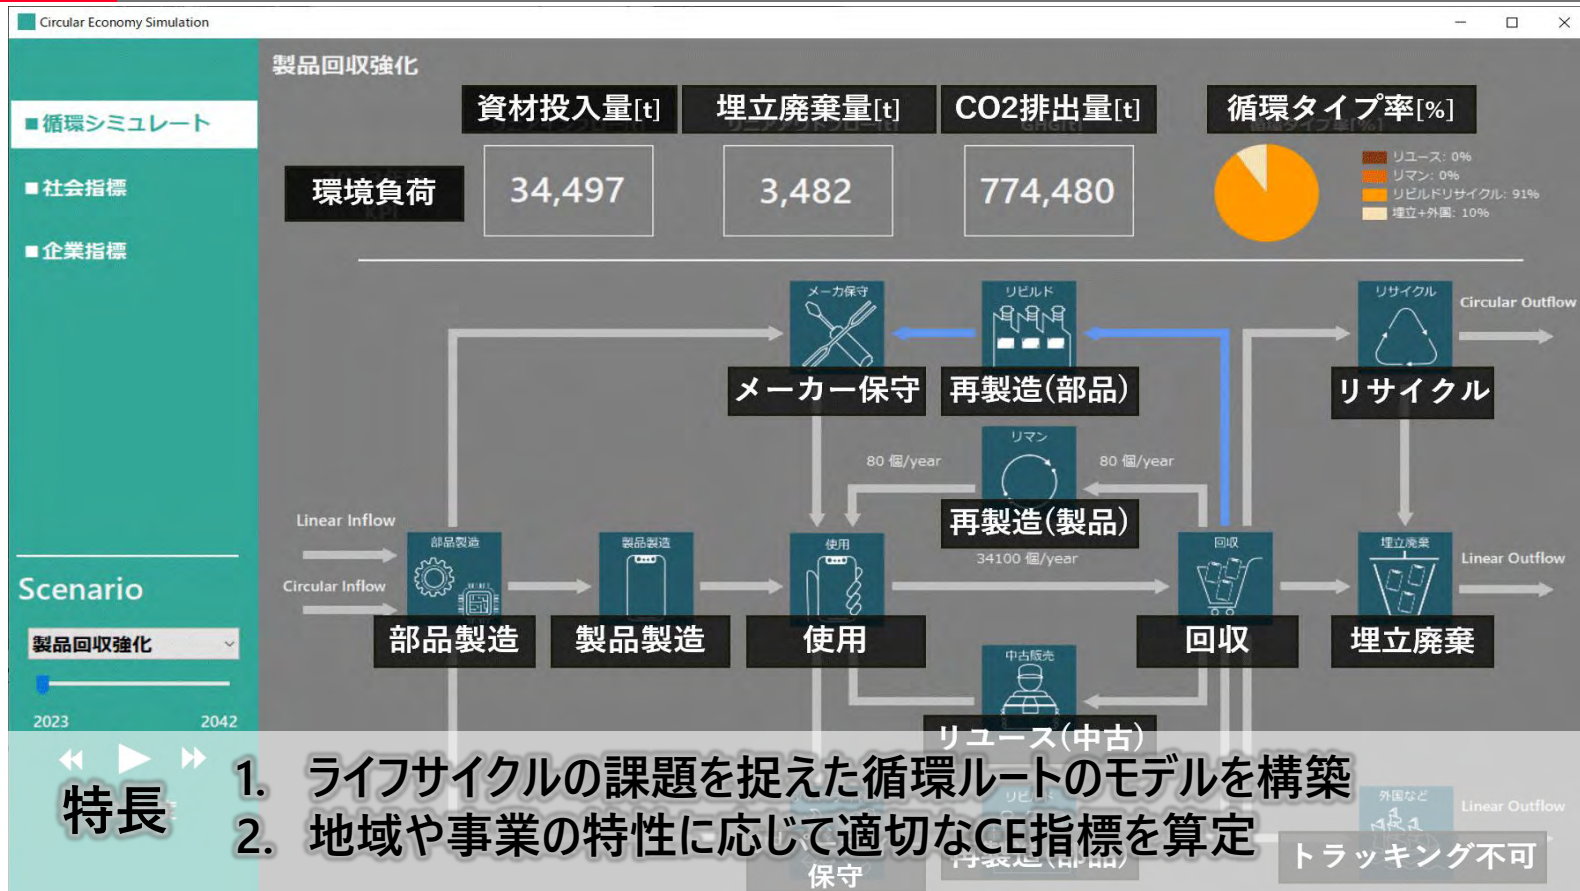 Circular Economy Simulation
製品回収強化
■循環シミュレート
■社会指標
■企業指標
資材投入量[t]
埋立廃棄量[t]
CO2排出量[t]
循環タイプ率[%]
環境負荷
34,497
3,482
774,480
リユース: 0%
リマン: 0%
リビルドリサイクル: 91%
埋立+外国: 10%
メーカ保守
メーカー保守
リビルド
再製造(部品)
リサイクル
リサイクル
Circular Outflow
リマン
再製造(製品)
80 個/year
80 個/year
34100 個/year
Linear Inflow
Circular Inflow
部品製造
部品製造
製品製造
製品製造
使用
使用
回収
回収
埋立廃棄
埋立廃棄
Linear Outflow
中古販売
リユース(中古)
Scenario
製品回収強化
2023
2042
特長
1. ライフサイクルの課題を捉えた循環ルートのモデルを構築
2. 地域や事業の特性に応じて適切なCE指標を算定
保守
リビルド
再製造(部品)
外国など
トラッキング不可
Linear Outflow